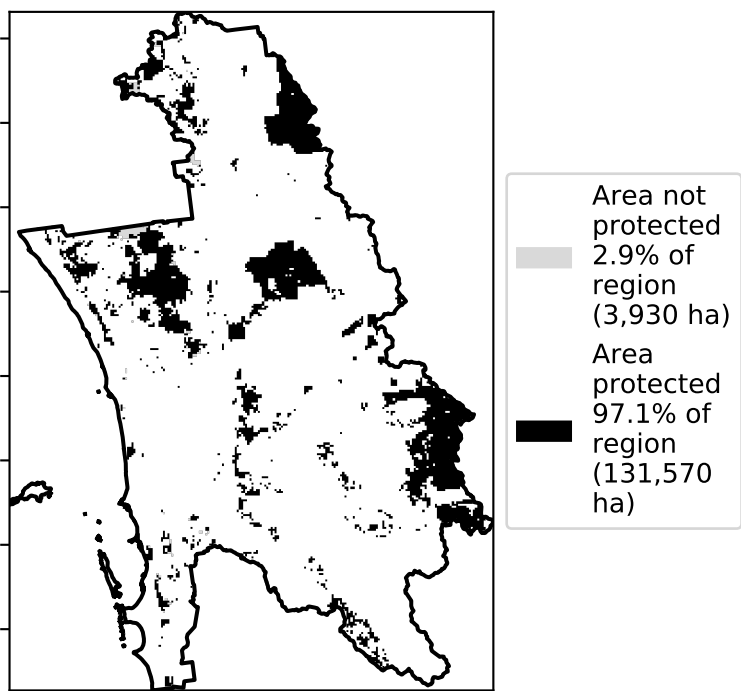 Area not
protected
2.9% of
region
(3,930 ha)
Area
protected
97.1% of
region
(131,570
ha)